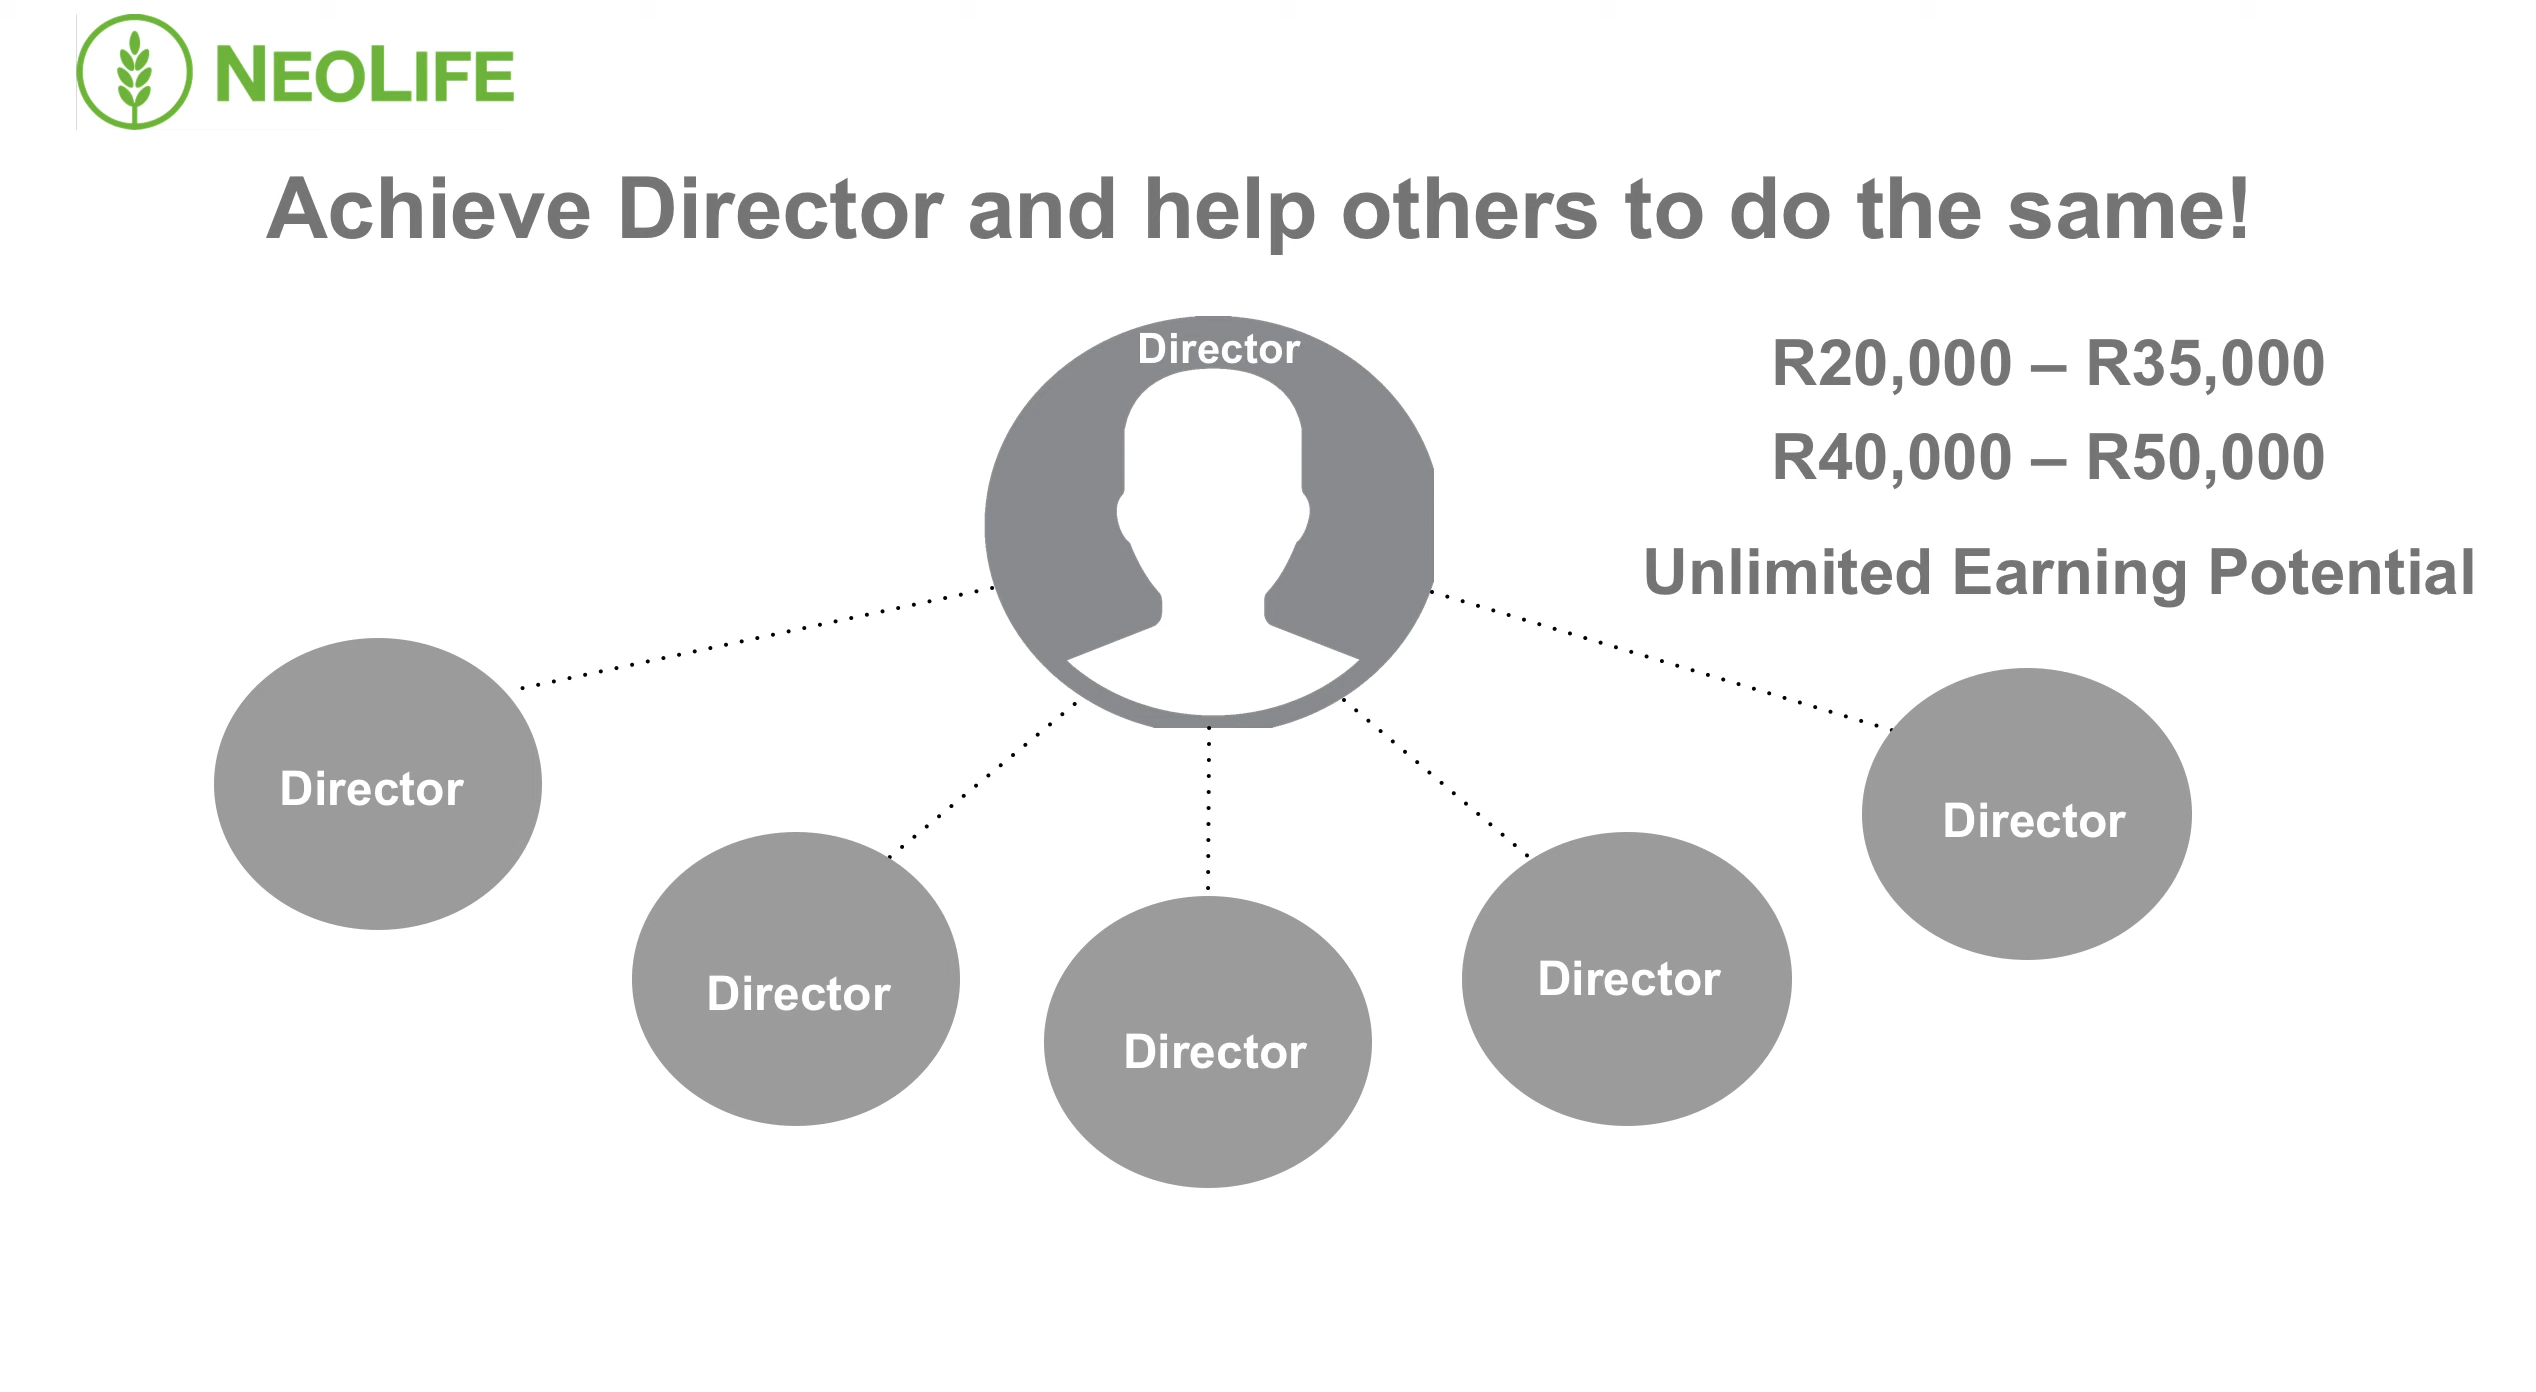 NEOLIFE
Achieve Director and help others to do the same!
Director
R20,000 – R35,000
R40,000 – R50,000
Unlimited Earning Potential
Director
Director
Director
Director
Director